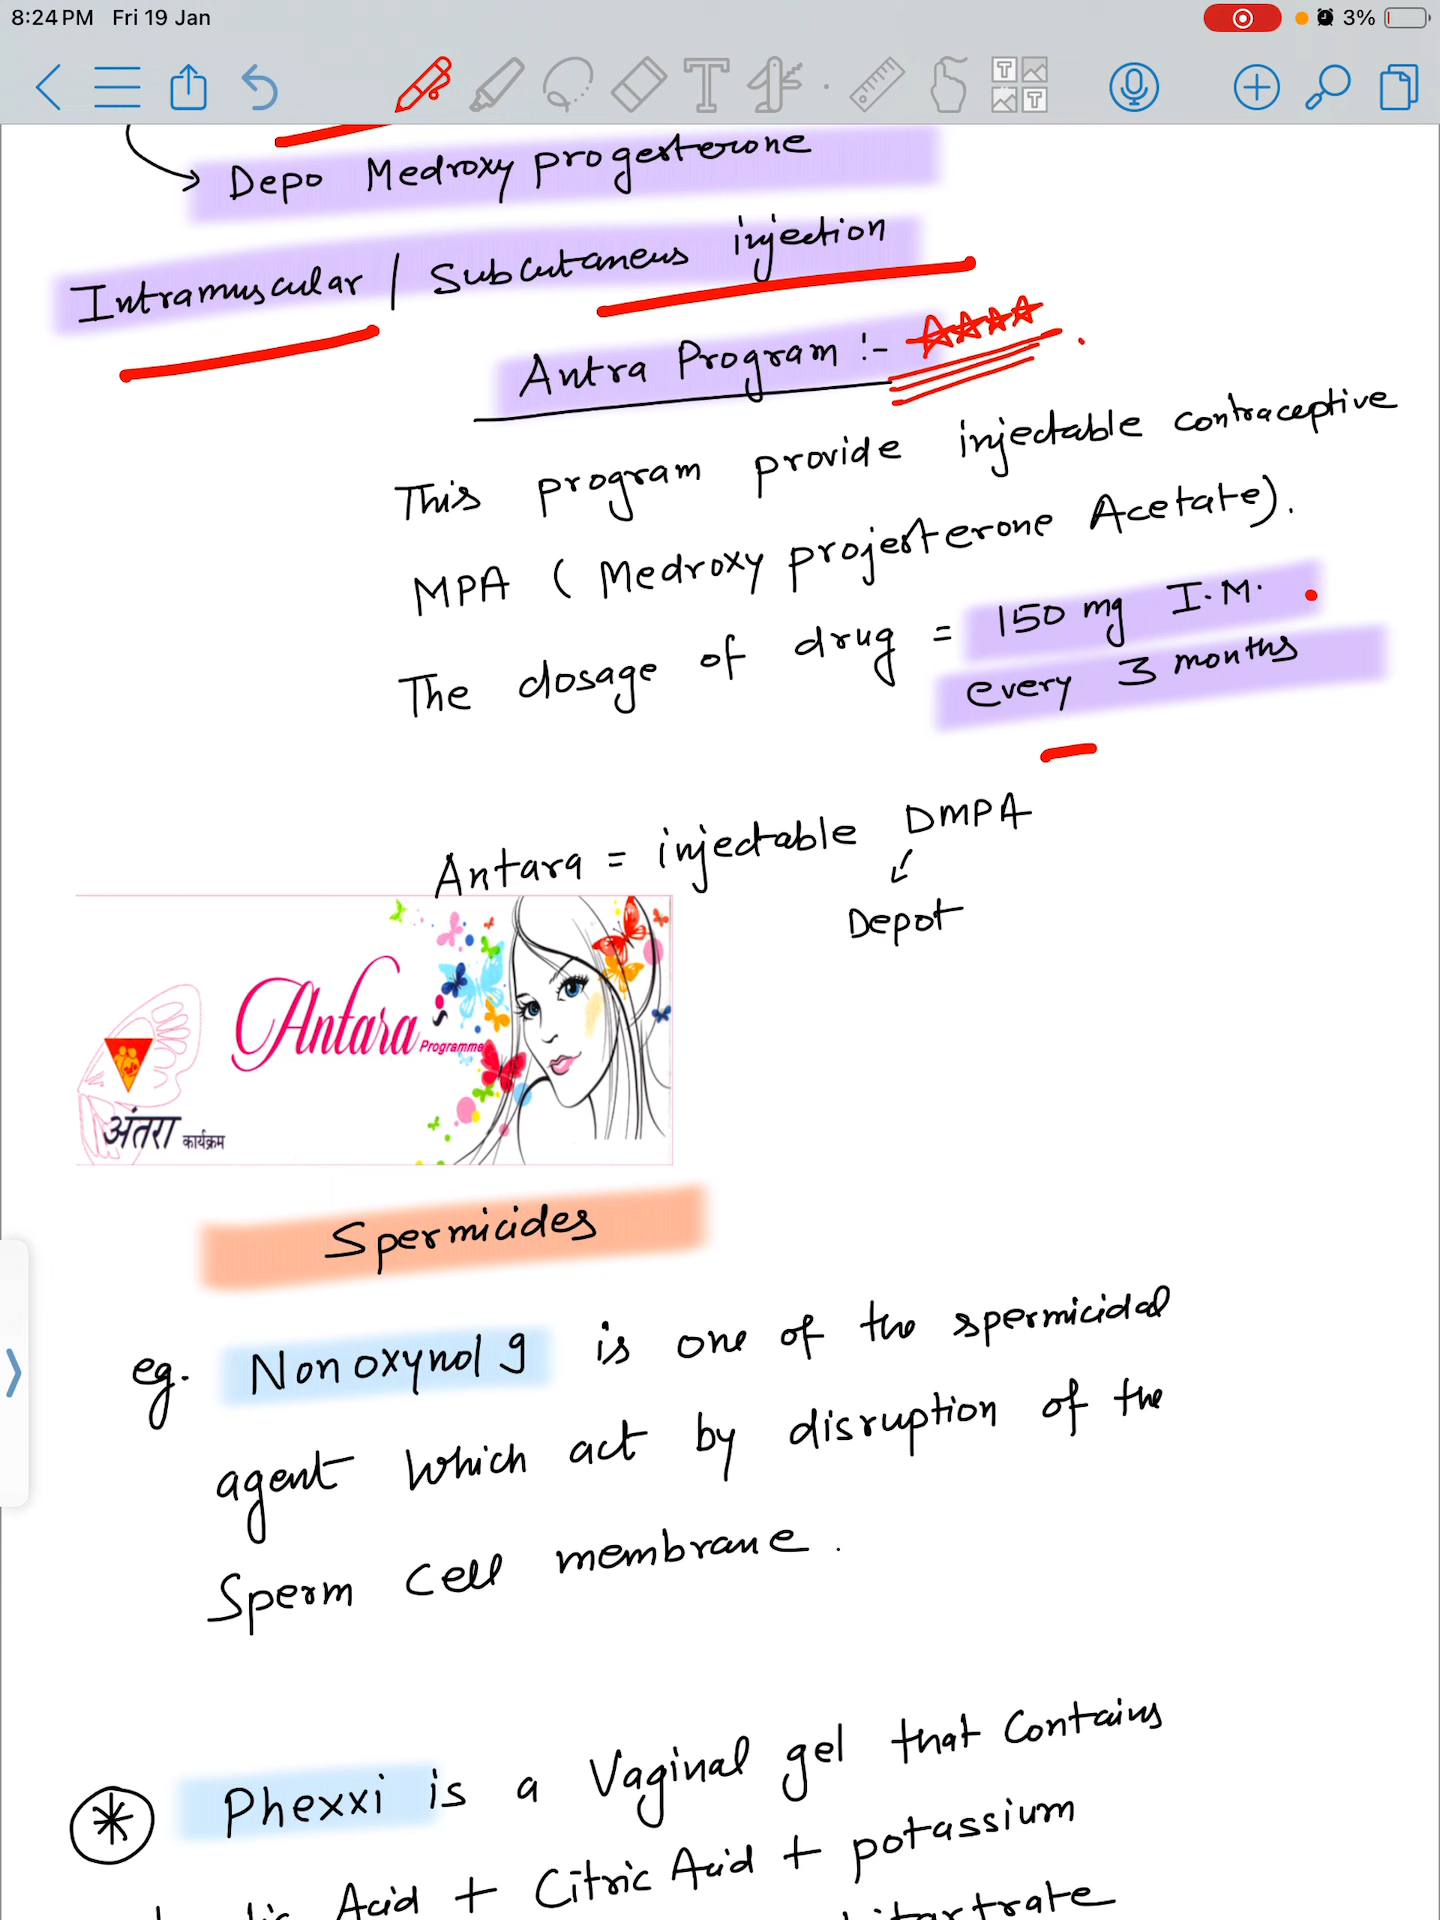 8:24 PM Fri 19 Jan
3%
Depo Medroxy progesterone
Intramuscular / Subcutaneus injection
Antra Program :-
This program provide injectable contraceptive
MPA ( Medroxy projesterone Acetate).
The dosage of drug = 150 mg I.M.
every 3 months
Antara = injectable DMPA
Depot
Antara Programme
अंतरा कार्यक्रम
Spermicides
eg. Nonoxynol 9 is one of the spermicidal
agent which act by disruption of the
Sperm cell membrane.
Phexxi is a Vaginal gel that contains
Acid + Citric Acid + potassium
bitartrate